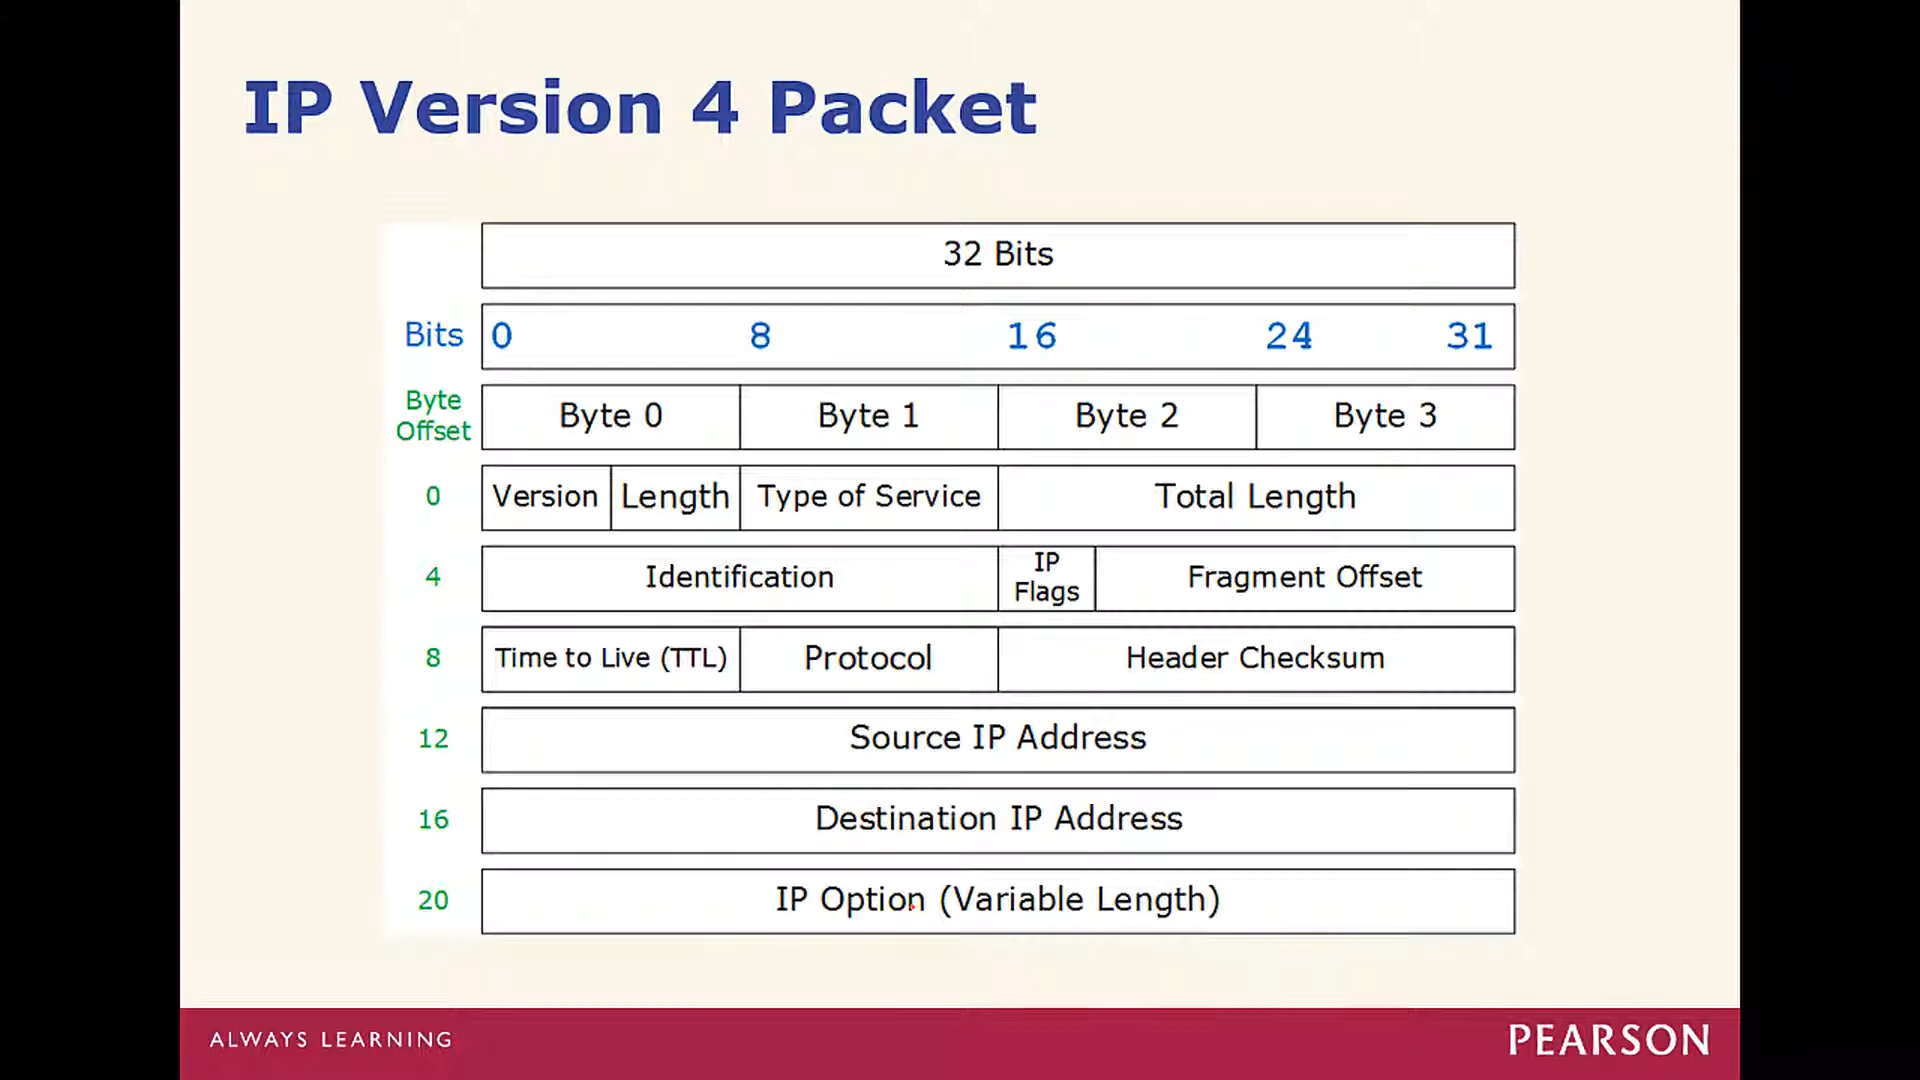 IP Version 4 Packet
32 Bits
Bits 0 8 16 24 31
Byte Offset Byte 0 Byte 1 Byte 2 Byte 3
0 Version Length Type of Service Total Length
4 Identification IP Flags Fragment Offset
8 Time to Live (TTL) Protocol Header Checksum
12 Source IP Address
16 Destination IP Address
20 IP Option (Variable Length)
ALWAYS LEARNING PEARSON